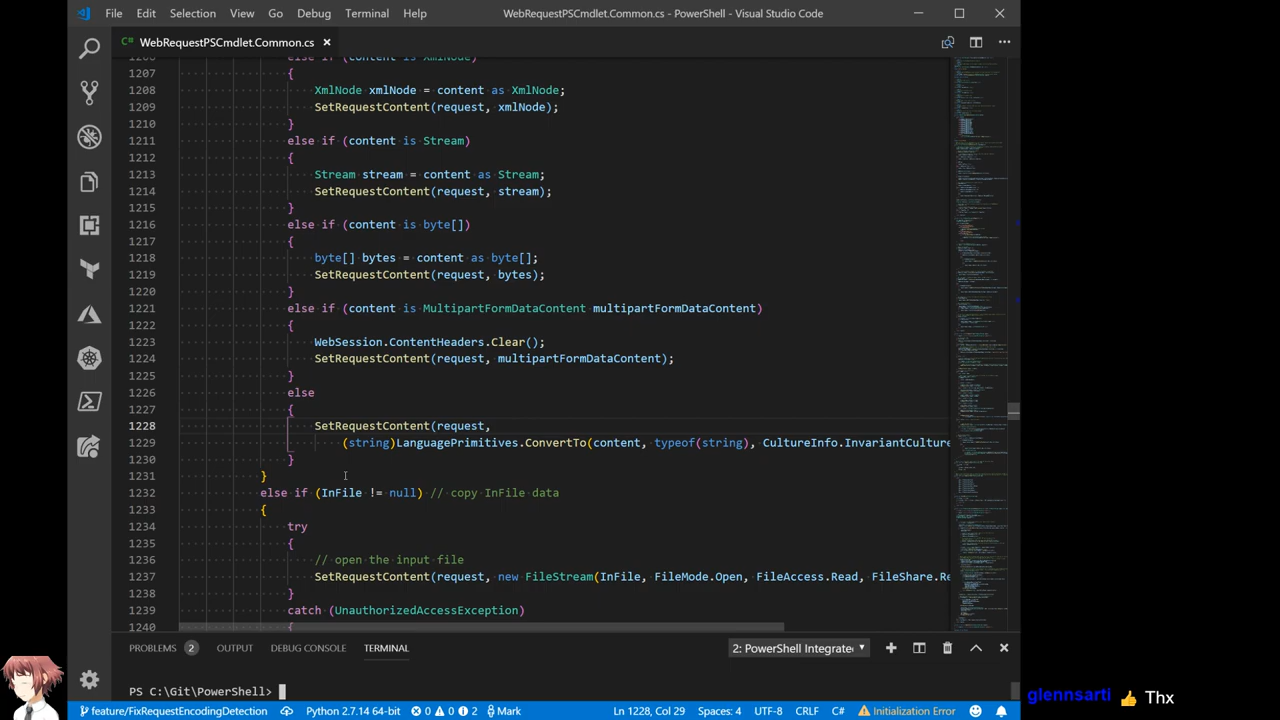 File Edit Selection View Go Debug Terminal Help WebRequestPSCmdlet.Common.cs - PowerShell - Visual Studio Code
C# WebRequestPSCmdlet.Common.cs ×
1206 else if (content is XmlNode)
1207 {
1208 XmlNode xmlNode = content as XmlNode;
1209 SetRequestContent(request, xmlNode);
1210 }
1211 else if (content is Stream)
1212 {
1213 Stream stream = content as Stream;
1214 SetRequestContent(request, stream);
1215 }
1216 else if (content is byte[])
1217 {
1218 byte[] bytes = content as byte[];
1219 SetRequestContent(request, bytes);
1220 }
1221 else if (content is MultipartFormDataContent multipartFormDataContent)
1222 {
1223 WebSession.ContentHeaders.Clear();
1224 SetRequestContent(request, multipartFormDataContent);
1225 }
1226 else
1227 {
1228 SetRequestContent(request,
1229 (string)LanguagePrimitives.ConvertTo(content, typeof(string), CultureInfo.InvariantCulture
1230 }
1231 }
1232 else if (InFile != null) // copy InFile data
1233 {
1234 try
1235 {
1236 // open the input file
1237 SetRequestContent(request, new FileStream(InFile, FileMode.Open, FileAccess.Read, FileShare.Re
1238 }
1239 catch (UnauthorizedAccessException)
1240
PROBLEMS 2 OUTPUT DEBUG CONSOLE TERMINAL 2: PowerShell Integrate
PS C:\Git\PowerShell>
glennsarti 👍 Thx
feature/FixRequestEncodingDetection Python 2.7.14 64-bit 0 0 2 Mark Ln 1228, Col 29 Spaces: 4 UTF-8 CRLF C# Initialization Error